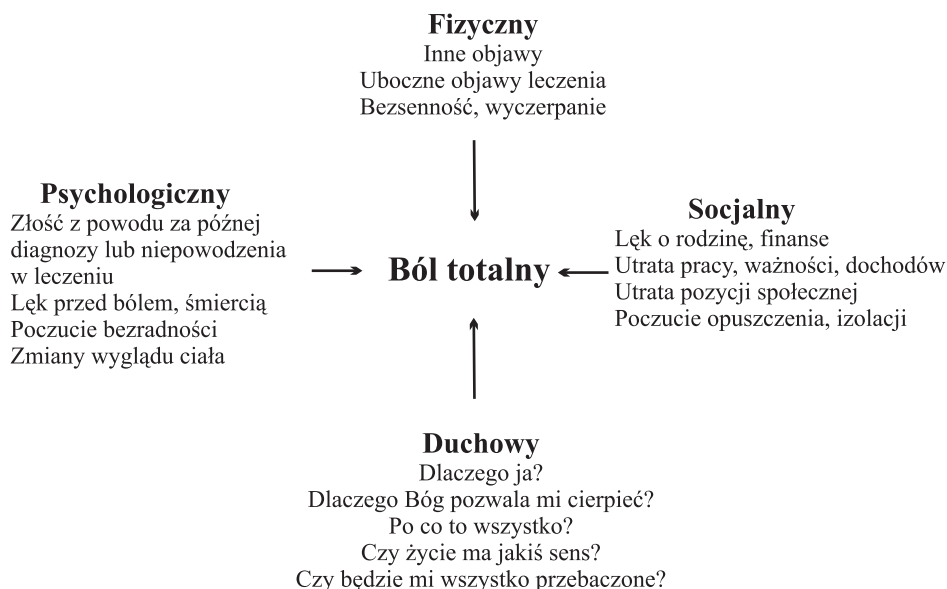 Fizyczny
Inne objawy
Uboczne objawy leczenia
Bezsenność, wyczerpanie
Psychologiczny
Złość z powodu za późnej
diagnozy lub niepowodzenia
w leczeniu
Lęk przed bólem, śmiercią
Poczucie bezradności
Zmiany wyglądu ciała
Ból totalny
Socjalny
Lęk o rodzinę, finanse
Utrata pracy, ważności, dochodów
Utrata pozycji społecznej
Poczucie opuszczenia, izolacji
Duchowy
Dlaczego ja?
Dlaczego Bóg pozwala mi cierpieć?
Po co to wszystko?
Czy życie ma jakiś sens?
Czy będzie mi wszystko przebaczone?